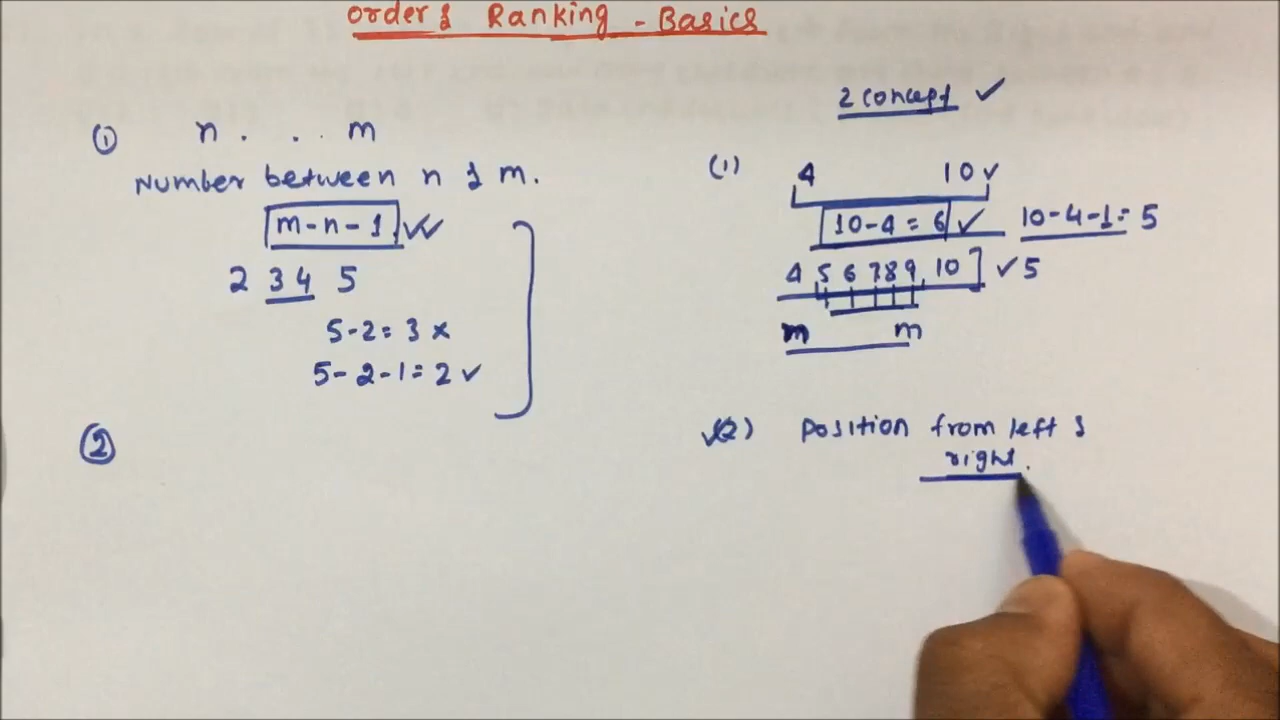 Order & Ranking - Basics
① n . . . m
Number between n & m.
m-n-1 ✓✓
2 3 4 5
5-2= 3 ×
5-2-1= 2 ✓
②
2 concept ✓
(1) 4 10 ✓
10-4 = 6 ✓ 10-4-1= 5
4 5 6 7 8 9 10 ] ✓ 5
m m
✓(2) Position from left &
right.